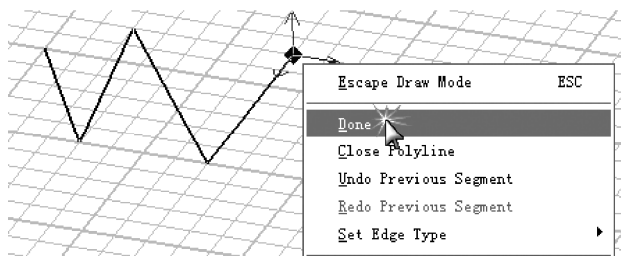 Escape Draw Mode ESC
Done
Close Polyline
Undo Previous Segment
Redo Previous Segment
Set Edge Type